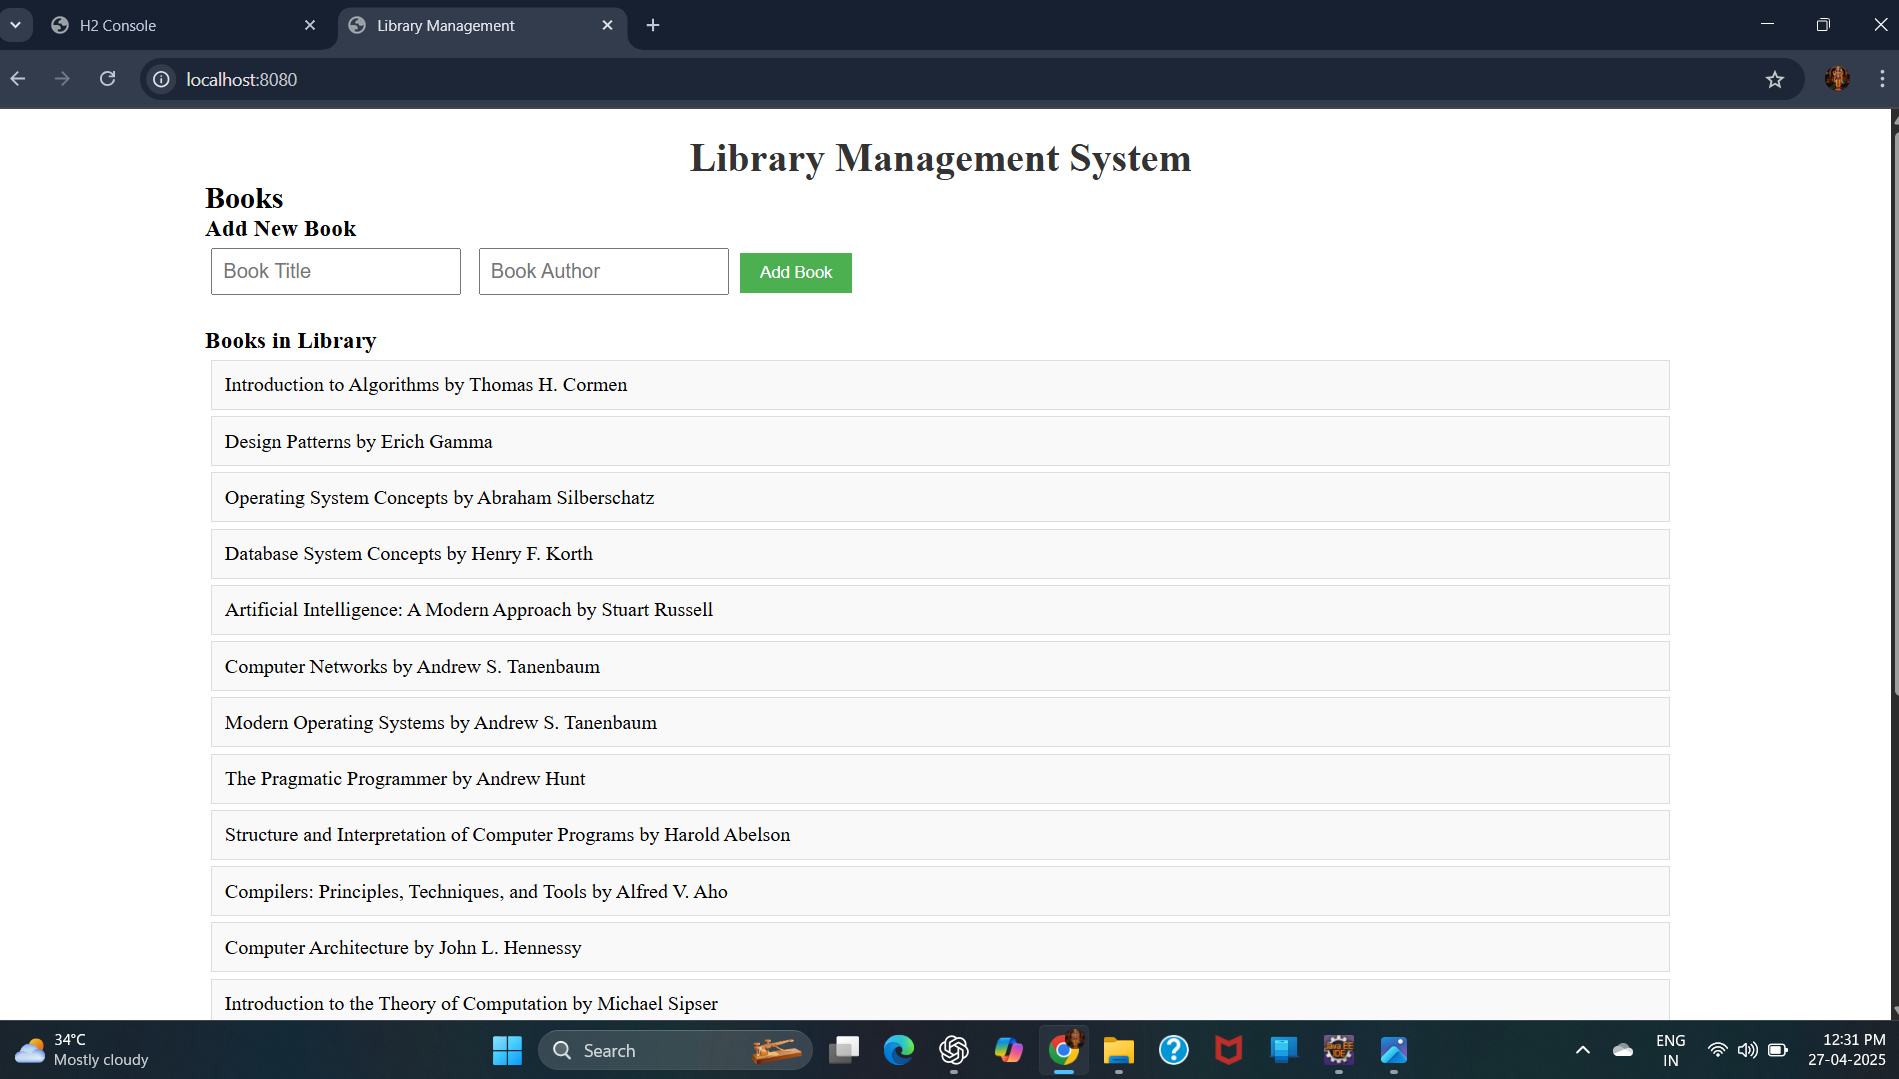 H2 Console
Library Management
localhost:8080
Library Management System
Books
Add New Book
Book Title
Book Author
Add Book
Books in Library
Introduction to Algorithms by Thomas H. Cormen
Design Patterns by Erich Gamma
Operating System Concepts by Abraham Silberschatz
Database System Concepts by Henry F. Korth
Artificial Intelligence: A Modern Approach by Stuart Russell
Computer Networks by Andrew S. Tanenbaum
Modern Operating Systems by Andrew S. Tanenbaum
The Pragmatic Programmer by Andrew Hunt
Structure and Interpretation of Computer Programs by Harold Abelson
Compilers: Principles, Techniques, and Tools by Alfred V. Aho
Computer Architecture by John L. Hennessy
Introduction to the Theory of Computation by Michael Sipser
34°C
Mostly cloudy
Search
Java EE
IDE
ENG
IN
12:31 PM
27-04-2025